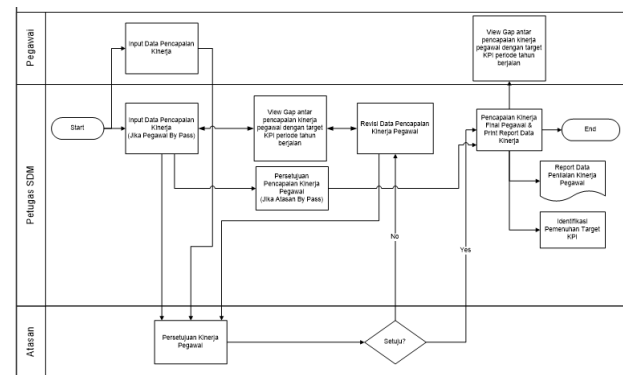 Pegawai
Input Data Pencapaian
Kinerja
View Gap antar
pencapaian kinerja
pegawai dengan target
KPI periode tahun
berjalan
Petugas SDM
Start
Input Data Pencapaian
Kinerja
(Jika Pegawai By Pass)
View Gap antar
pencapaian kinerja
pegawai dengan target
KPI periode tahun
berjalan
Revisi Data Pencapaian
Kinerja Pegawai
Pencapaian Kinerja
Final Pegawai &
Print Report Data
Kinerja
End
Persetujuan
Pencapaian Kinerja
Pegawai
(Jika Atasan By Pass)
Report Data
Penilaian Kinerja
Pegawai
Identifikasi
Pemenuhan Target
KPI
No
Yes
Atasan
Persetujuan Kinerja
Pegawai
Setuju?